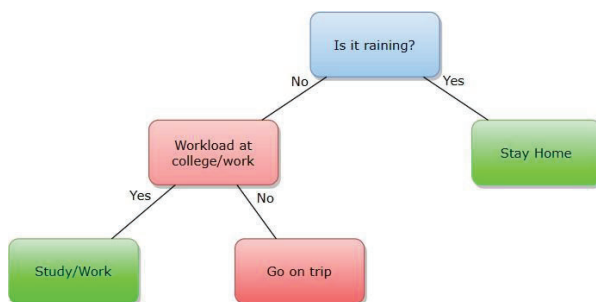 Is it raining?
No
Yes
Workload at
college/work
Stay Home
Yes
No
Study/Work
Go on trip